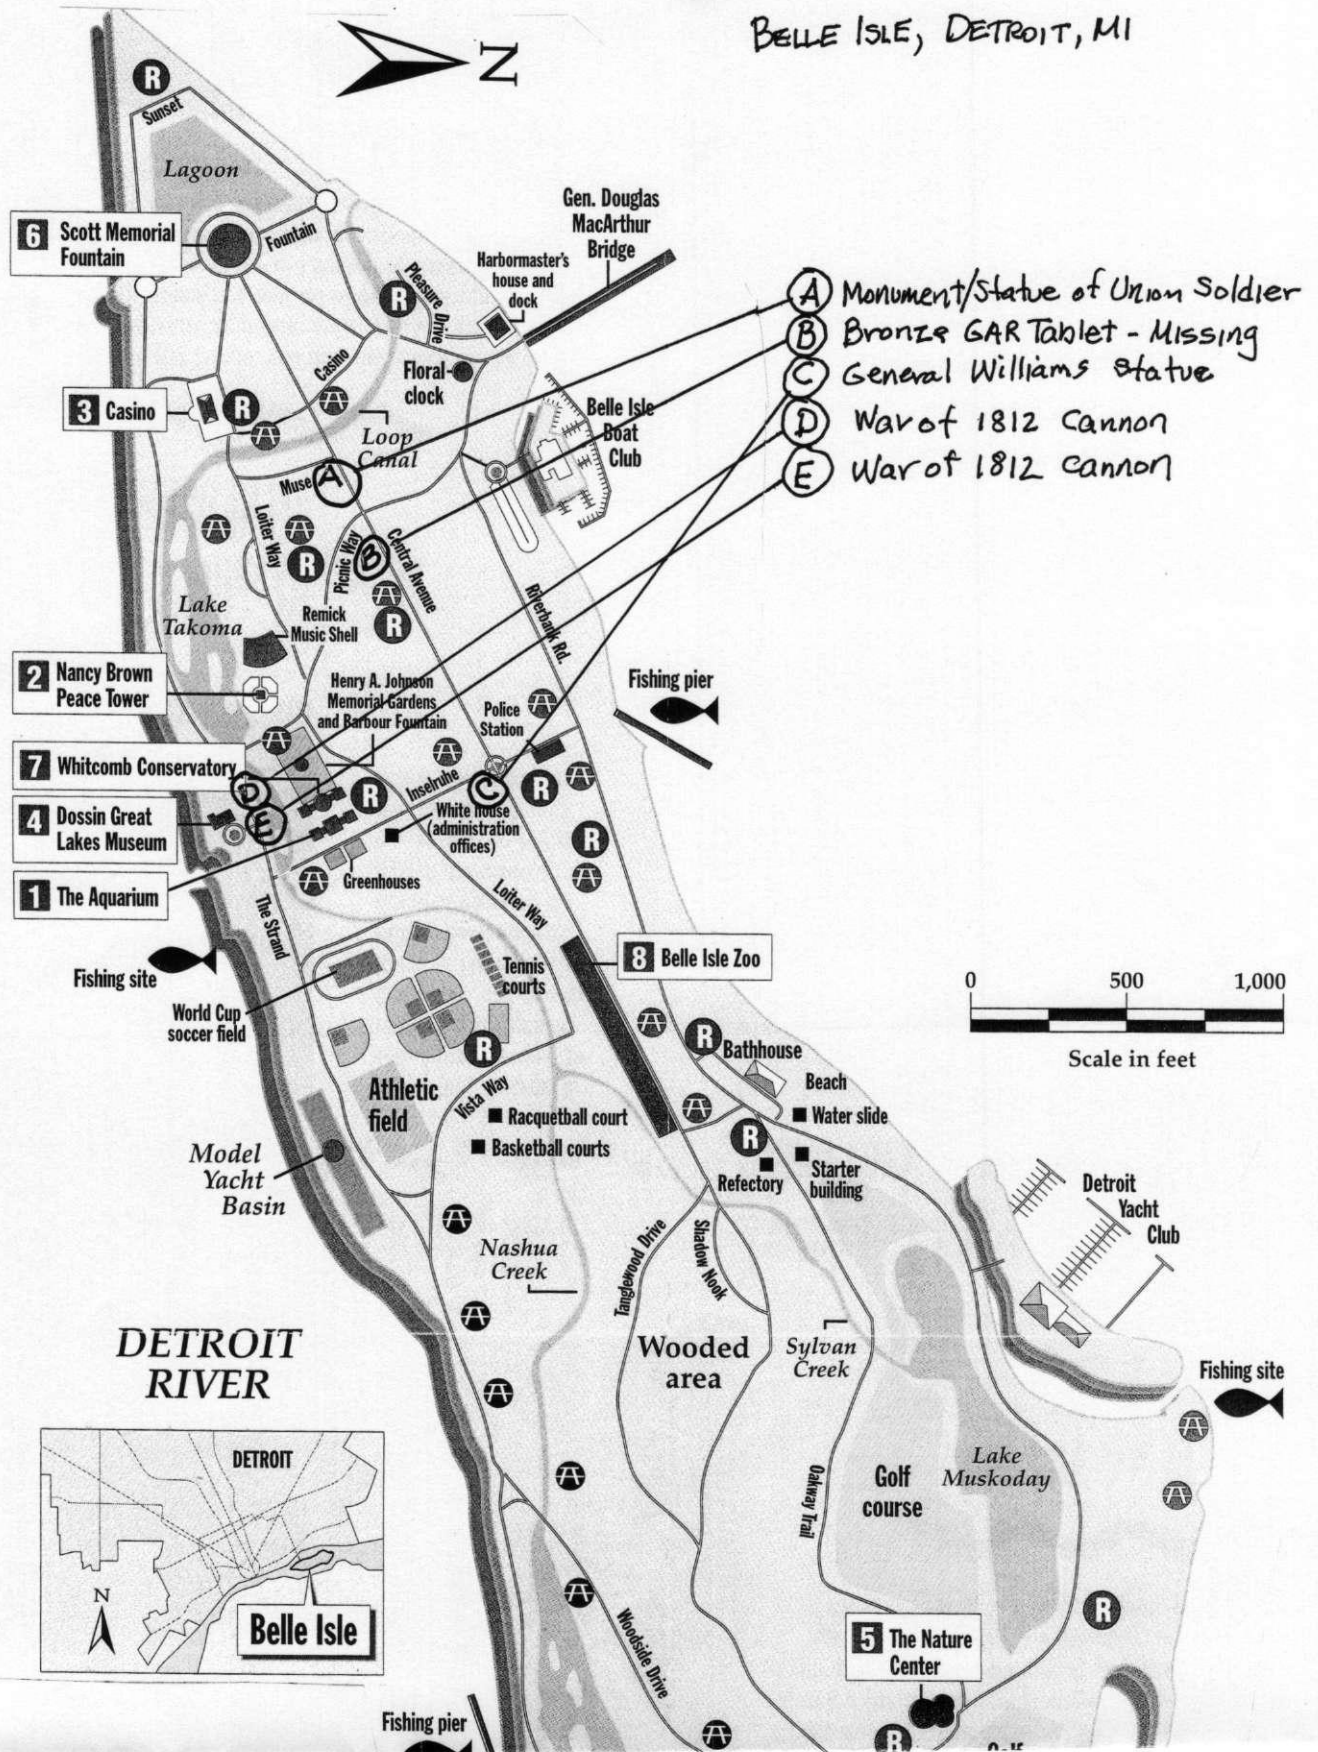 BELLE ISLE, DETROIT, MI
N
R
Sunset
Lagoon
6 Scott Memorial
Fountain
Fountain
Gen. Douglas
MacArthur
Bridge
Harbormaster's
house and
dock
Pleasure Drive
R
A Monument/Statue of Union Soldier
B Bronze GAR Tablet - Missing
C General Williams Statue
D War of 1812 Cannon
E War of 1812 Cannon
Casino
Floral
clock
3 Casino
R
Loop
Canal
Belle Isle
Boat
Club
Muse
A
Loiter Way
R
Picnic Way
B
Central Avenue
R
Riverbank Rd.
Lake
Takoma
Remick
Music Shell
2 Nancy Brown
Peace Tower
Henry A. Johnson
Memorial Gardens
and Barbour Fountain
Police
Station
Fishing pier
7 Whitcomb Conservatory
D
E
R
Inselruhe
C
R
4 Dossin Great
Lakes Museum
White house
(administration
offices)
R
1 The Aquarium
Greenhouses
Loiter Way
The Strand
Fishing site
8 Belle Isle Zoo
Tennis
courts
World Cup
soccer field
0 500 1,000
Scale in feet
R
R
Bathhouse
Beach
Water slide
Athletic
field
Vista Way
Racquetball court
Basketball courts
R
Refectory
Starter
building
Model
Yacht
Basin
Detroit
Yacht
Club
Nashua
Creek
Tanglewood Drive
Shadow Nook
DETROIT
RIVER
Wooded
area
Sylvan
Creek
Fishing site
DETROIT
N
Belle Isle
Oakway Trail
Golf
course
Lake
Muskoday
Woodside Drive
R
5 The Nature
Center
Fishing pier
R
Golf